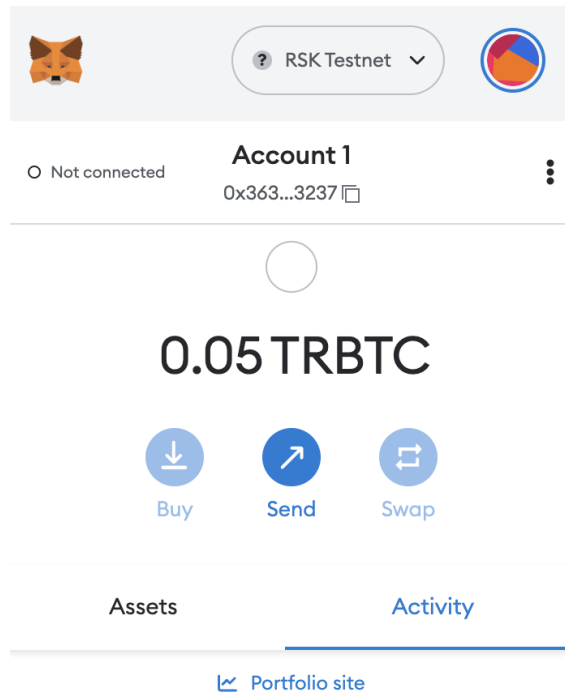 ? RSK Testnet
Not connected
Account 1
0x363...3237
0.05 TRBTC
Buy Send Swap
Assets Activity
Portfolio site